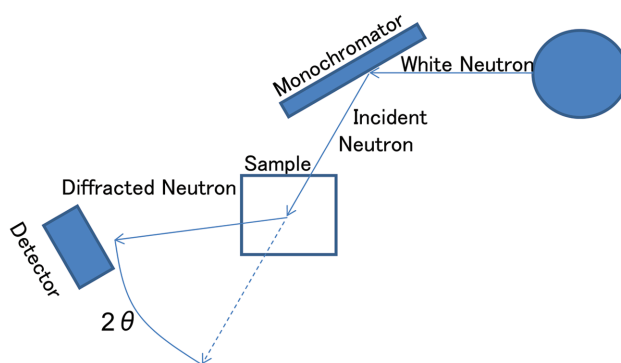 Monochromator
White Neutron
Incident
Neutron
Sample
Diffracted Neutron
Detector
2θ